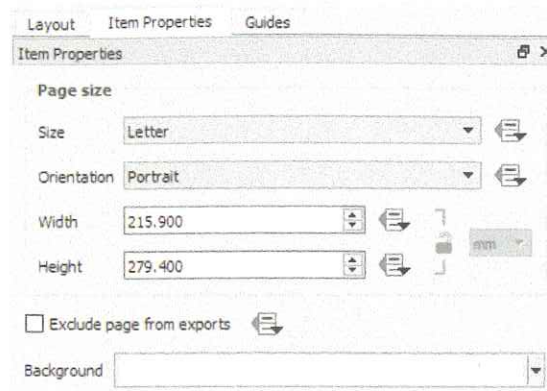 Layout Item Properties Guides
Item Properties
Page size
Size Letter
Orientation Portrait
Width 215.900
mm
Height 279.400
Exclude page from exports
Background